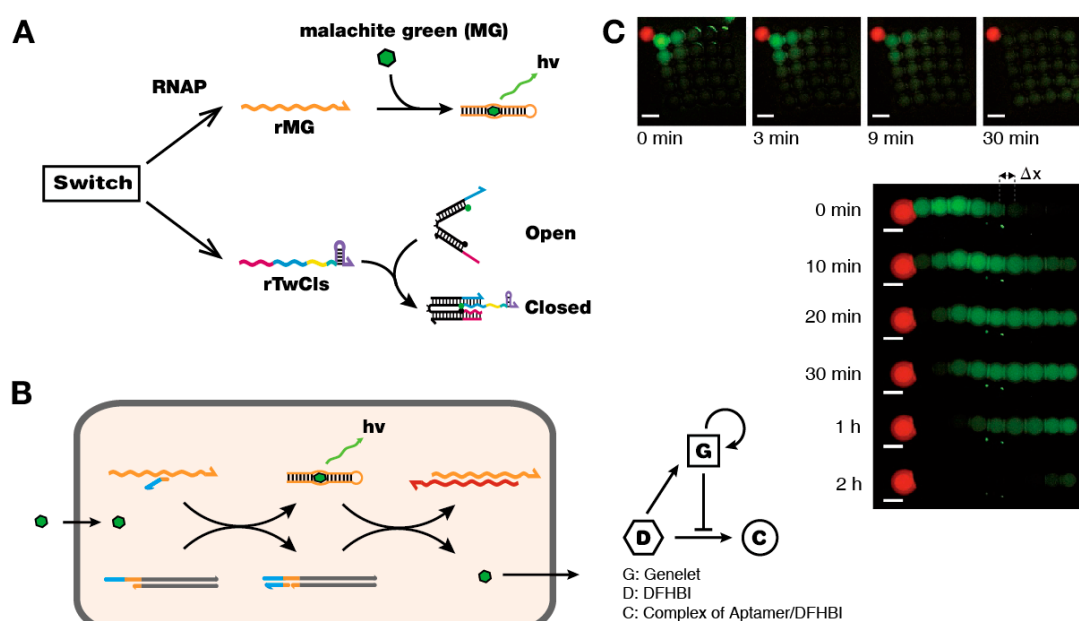 A
malachite green (MG)
hv
RNAP
rMG
Switch
Open
rTwCls
Closed
B
hv
G
D
C
G: Genelet
D: DFHBI
C: Complex of Aptamer/DFHBI
C
0 min
3 min
9 min
30 min
Δx
0 min
10 min
20 min
30 min
1 h
2 h